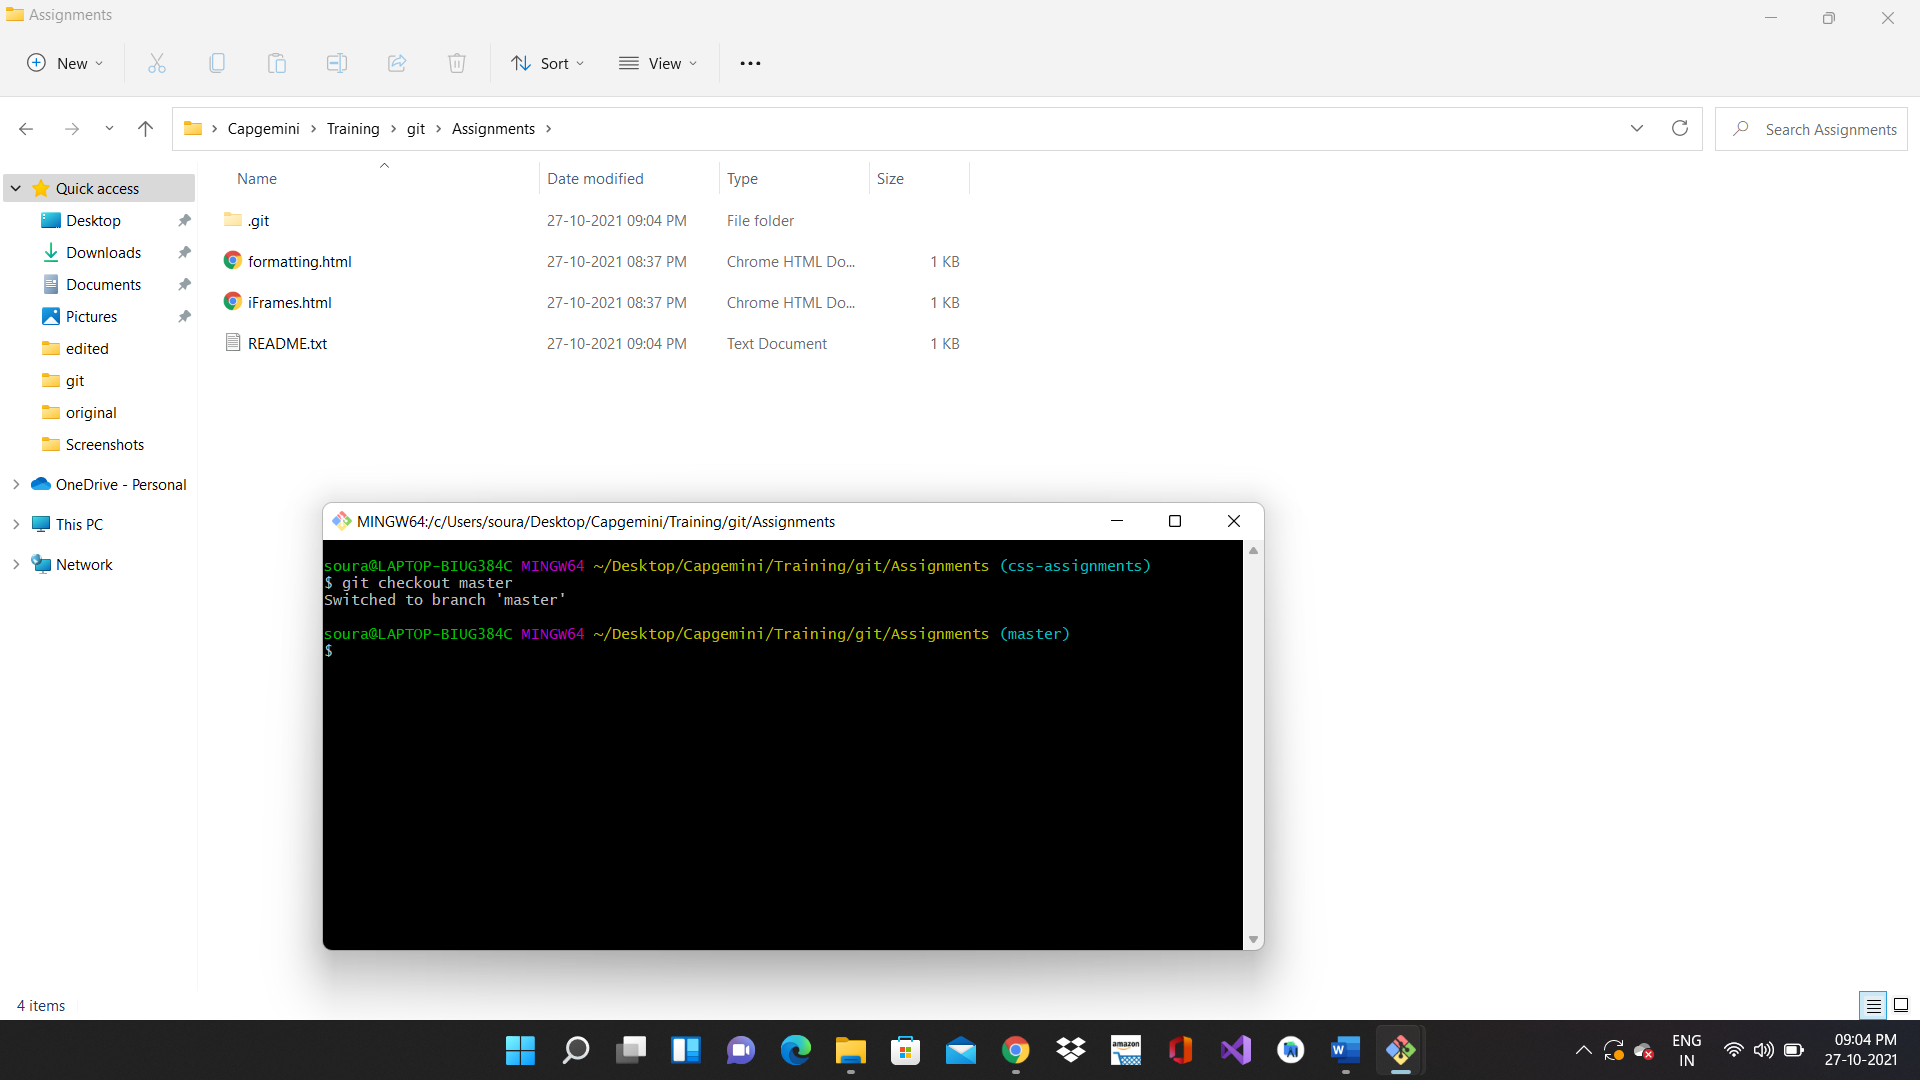 Assignments
New
Sort
View
Capgemini
Training
git
Assignments
Search Assignments
Name
Date modified
Type
Size
Quick access
Desktop
Downloads
Documents
Pictures
edited
git
original
Screenshots
OneDrive - Personal
This PC
Network
.git 27-10-2021 09:04 PM File folder
formatting.html 27-10-2021 08:37 PM Chrome HTML Do... 1 KB
iFrames.html 27-10-2021 08:37 PM Chrome HTML Do... 1 KB
README.txt 27-10-2021 09:04 PM Text Document 1 KB
MINGW64:/c/Users/soura/Desktop/Capgemini/Training/git/Assignments
soura@LAPTOP-BIUG384C MINGW64 ~/Desktop/Capgemini/Training/git/Assignments (css-assignments)
$ git checkout master
Switched to branch 'master'
soura@LAPTOP-BIUG384C MINGW64 ~/Desktop/Capgemini/Training/git/Assignments (master)
$
4 items
amazon
ENG
IN
09:04 PM
27-10-2021